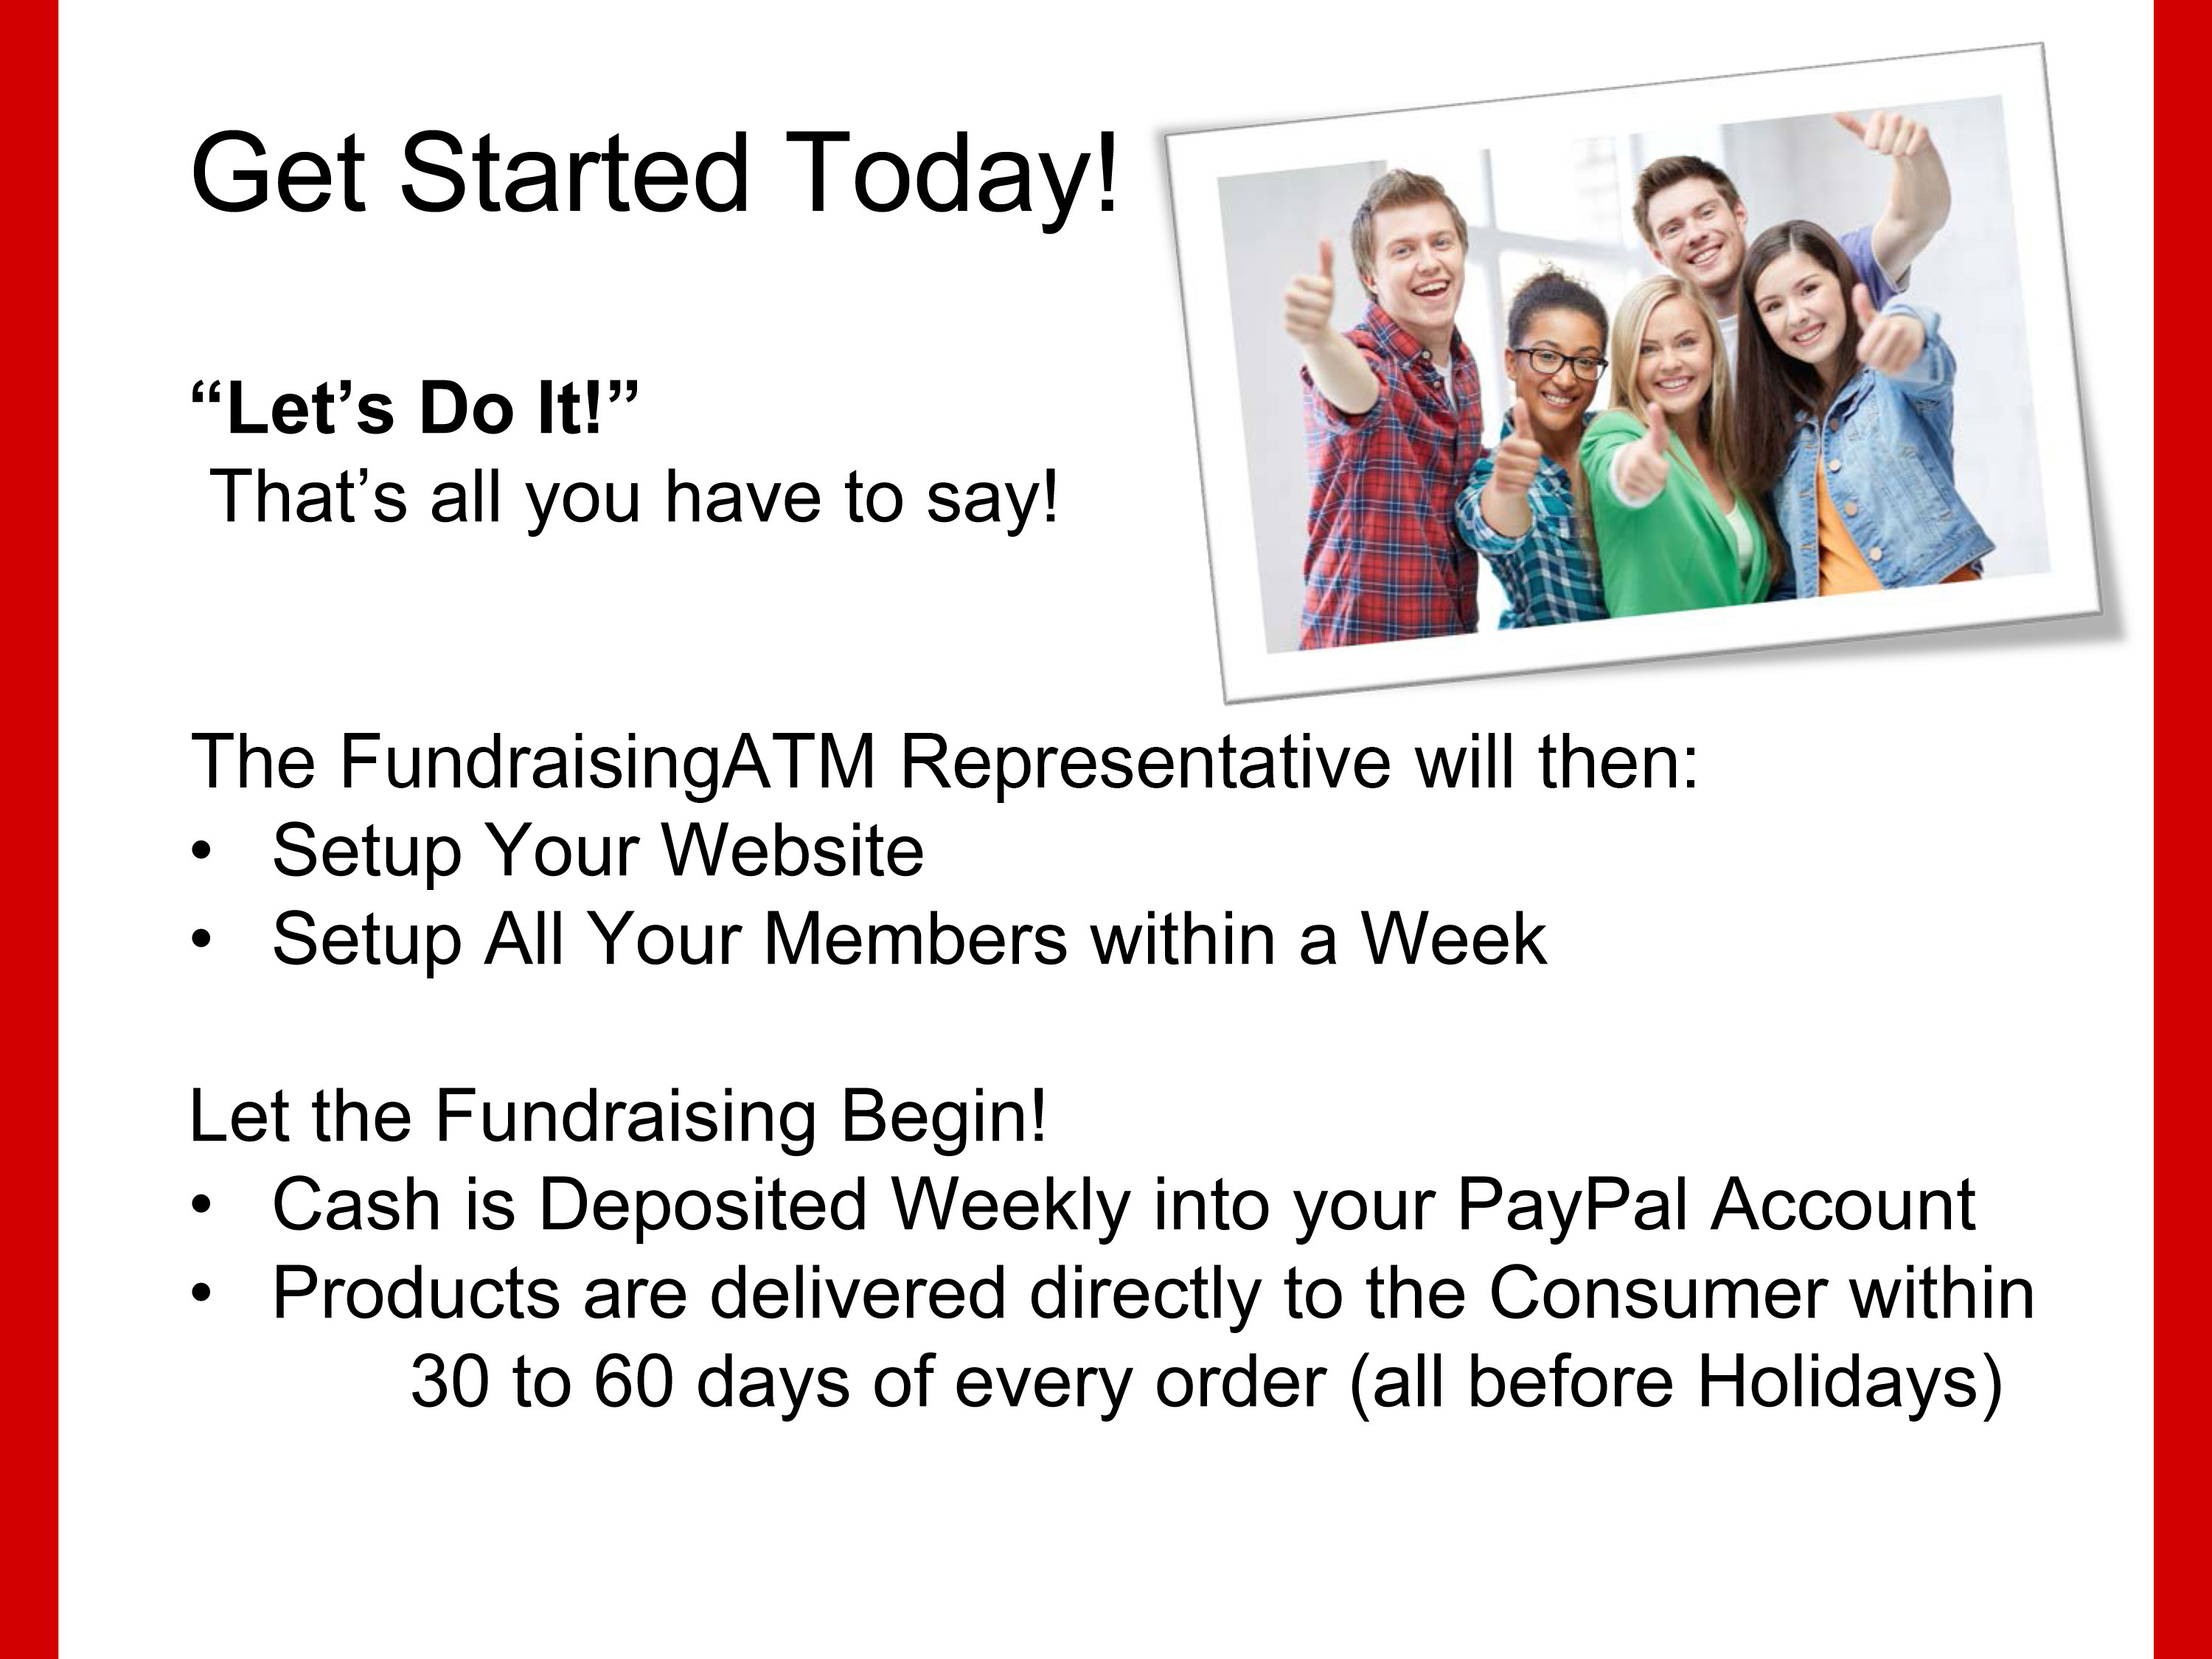 Get Started Today!
“Let’s Do It!”
That’s all you have to say!
The FundraisingATM Representative will then:
• Setup Your Website
• Setup All Your Members within a Week
Let the Fundraising Begin!
• Cash is Deposited Weekly into your PayPal Account
• Products are delivered directly to the Consumer within
30 to 60 days of every order (all before Holidays)